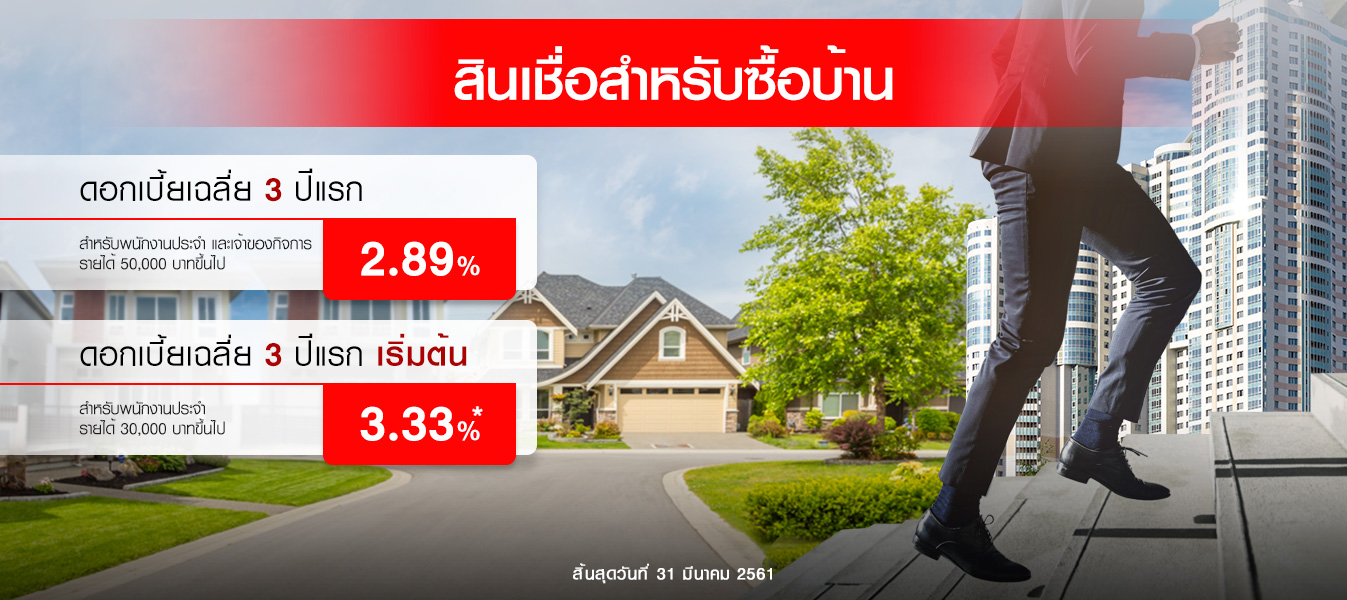 สินเชื่อสำหรับซื้อบ้าน
ดอกเบี้ยเฉลี่ย 3 ปีแรก
สำหรับพนักงานประจำ และเจ้าของกิจการ
รายได้ 50,000 บาทขึ้นไป
2.89%
ดอกเบี้ยเฉลี่ย 3 ปีแรก เริ่มต้น
สำหรับพนักงานประจำ
รายได้ 30,000 บาทขึ้นไป
3.33%*
สิ้นสุดวันที่ 31 มีนาคม 2561